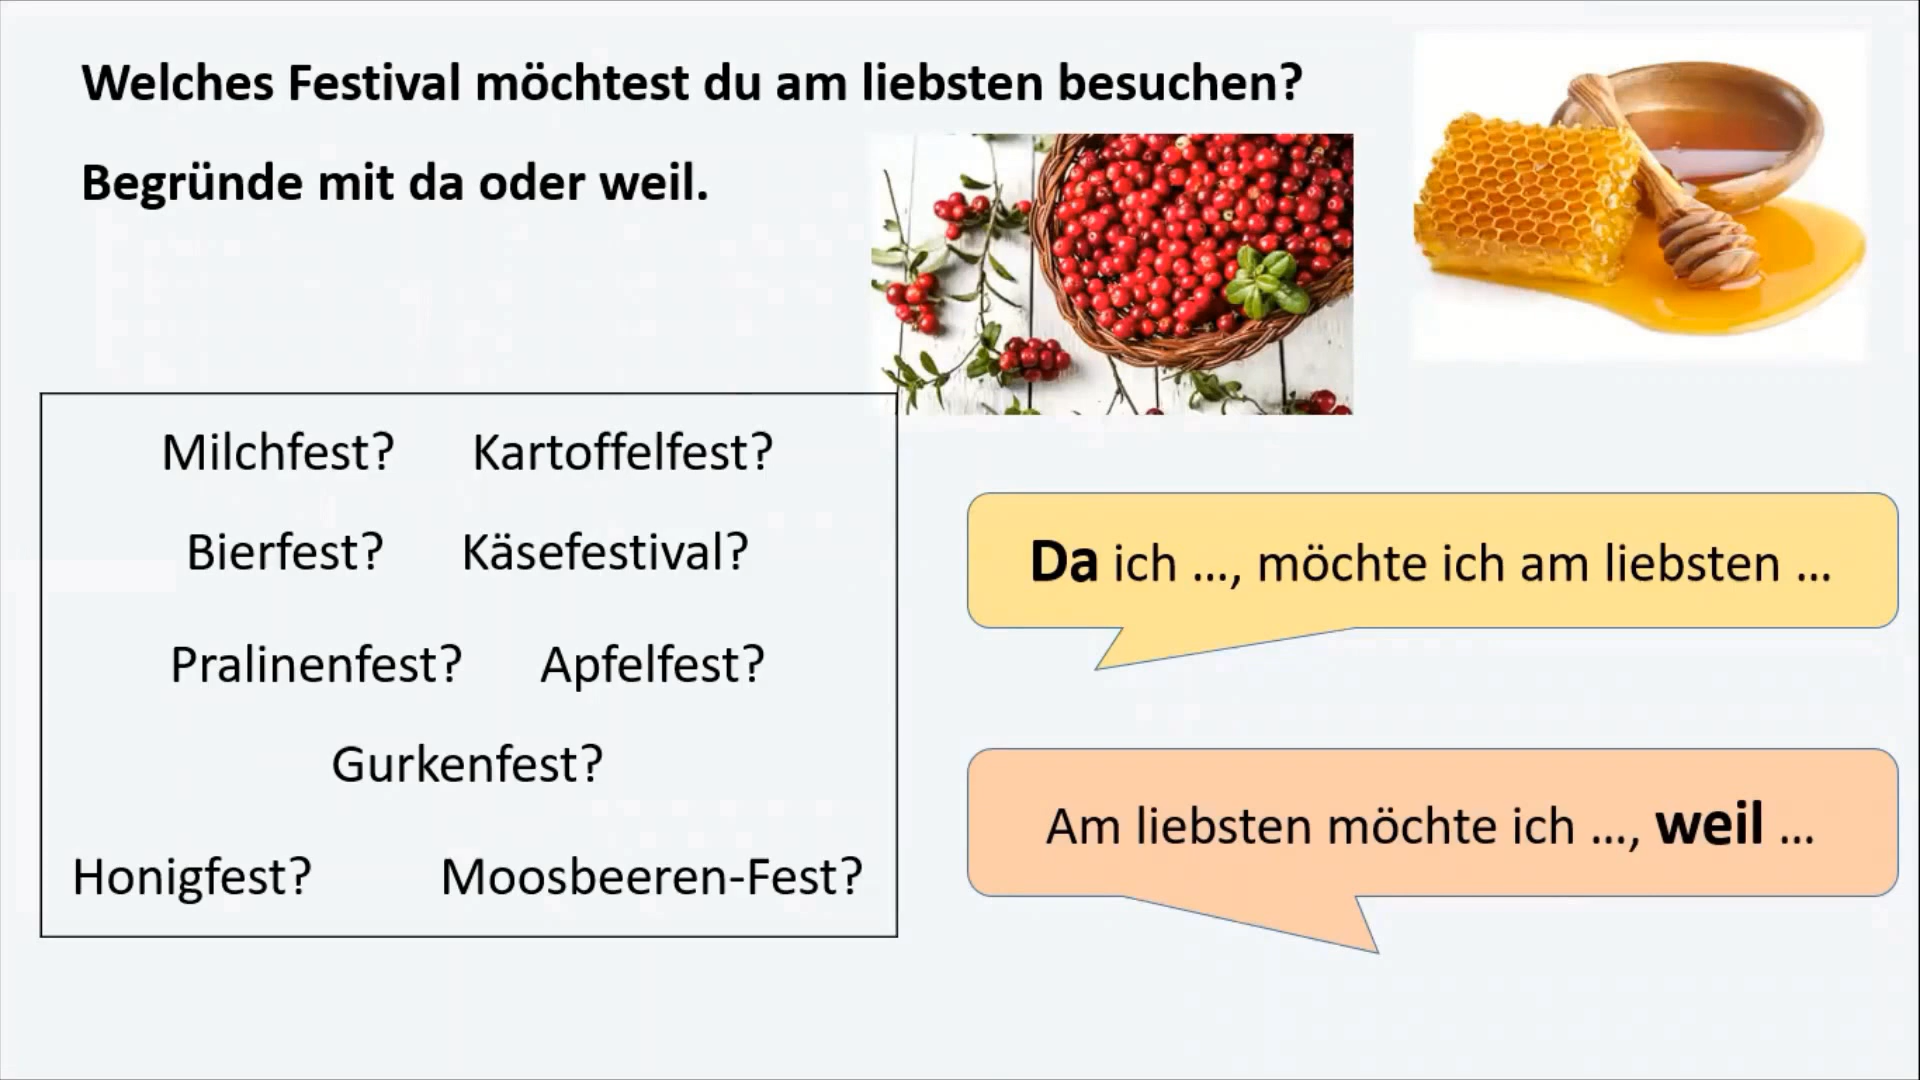 Welches Festival möchtest du am liebsten besuchen?
Begründe mit da oder weil.
Milchfest? Kartoffelfest?
Bierfest? Käsefestival?
Pralinenfest? Apfelfest?
Gurkenfest?
Honigfest? Moosbeeren-Fest?
Da ich ..., möchte ich am liebsten ...
Am liebsten möchte ich ..., weil ...